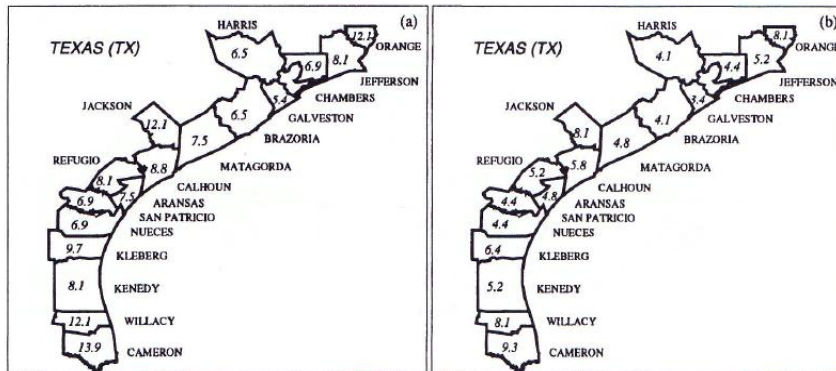 (a)
HARRIS
TEXAS (TX)
12.1
ORANGE
6.5
8.1
6.9
JEFFERSON
CHAMBERS
5.4
GALVESTON
JACKSON
12.1
6.5
BRAZORIA
7.5
MATAGORDA
REFUGIO
8.8
8.1
CALHOUN
7.5
ARANSAS
6.9
SAN PATRICIO
6.9
NUECES
9.7
KLEBERG
8.1
KENEDY
12.1
WILLACY
13.9
CAMERON
(b)
HARRIS
TEXAS (TX)
8.1
ORANGE
4.1
5.2
4.4
JEFFERSON
CHAMBERS
3.4
GALVESTON
JACKSON
8.1
4.1
BRAZORIA
4.8
MATAGORDA
REFUGIO
5.8
5.2
CALHOUN
4.8
ARANSAS
4.4
SAN PATRICIO
4.4
NUECES
6.4
KLEBERG
5.2
KENEDY
8.1
WILLACY
9.3
CAMERON